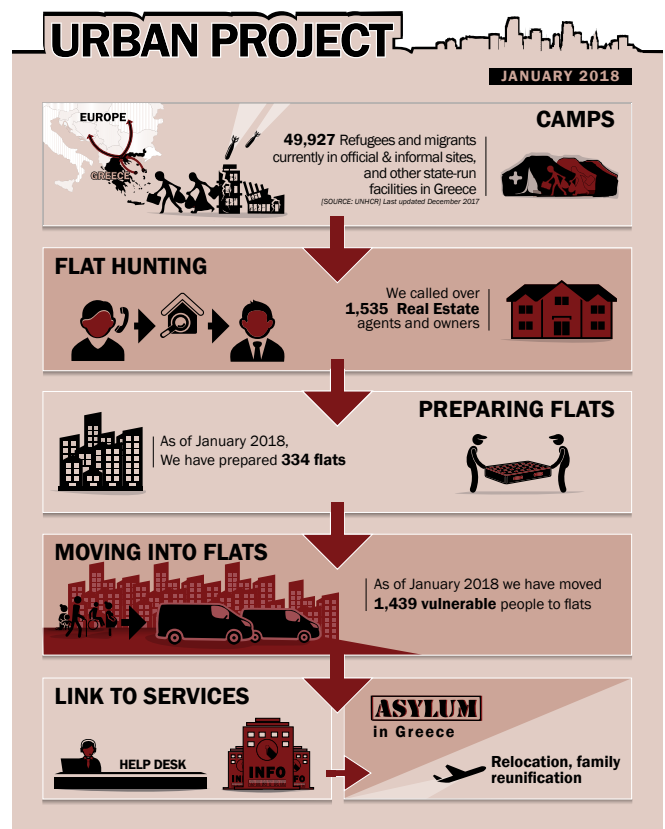 URBAN PROJECT
JANUARY 2018
EUROPE
GREECE
CAMPS
49,927 Refugees and migrants
currently in official & informal sites,
and other state-run
facilities in Greece
[SOURCE: UNHCR] Last updated December 2017
FLAT HUNTING
We called over
1,535 Real Estate
agents and owners
PREPARING FLATS
As of January 2018,
We have prepared 334 flats
MOVING INTO FLATS
As of January 2018 we have moved
1,439 vulnerable people to flats
LINK TO SERVICES
HELP DESK
IN
INFO
FO
ASYLUM
in Greece
Relocation, family
reunification